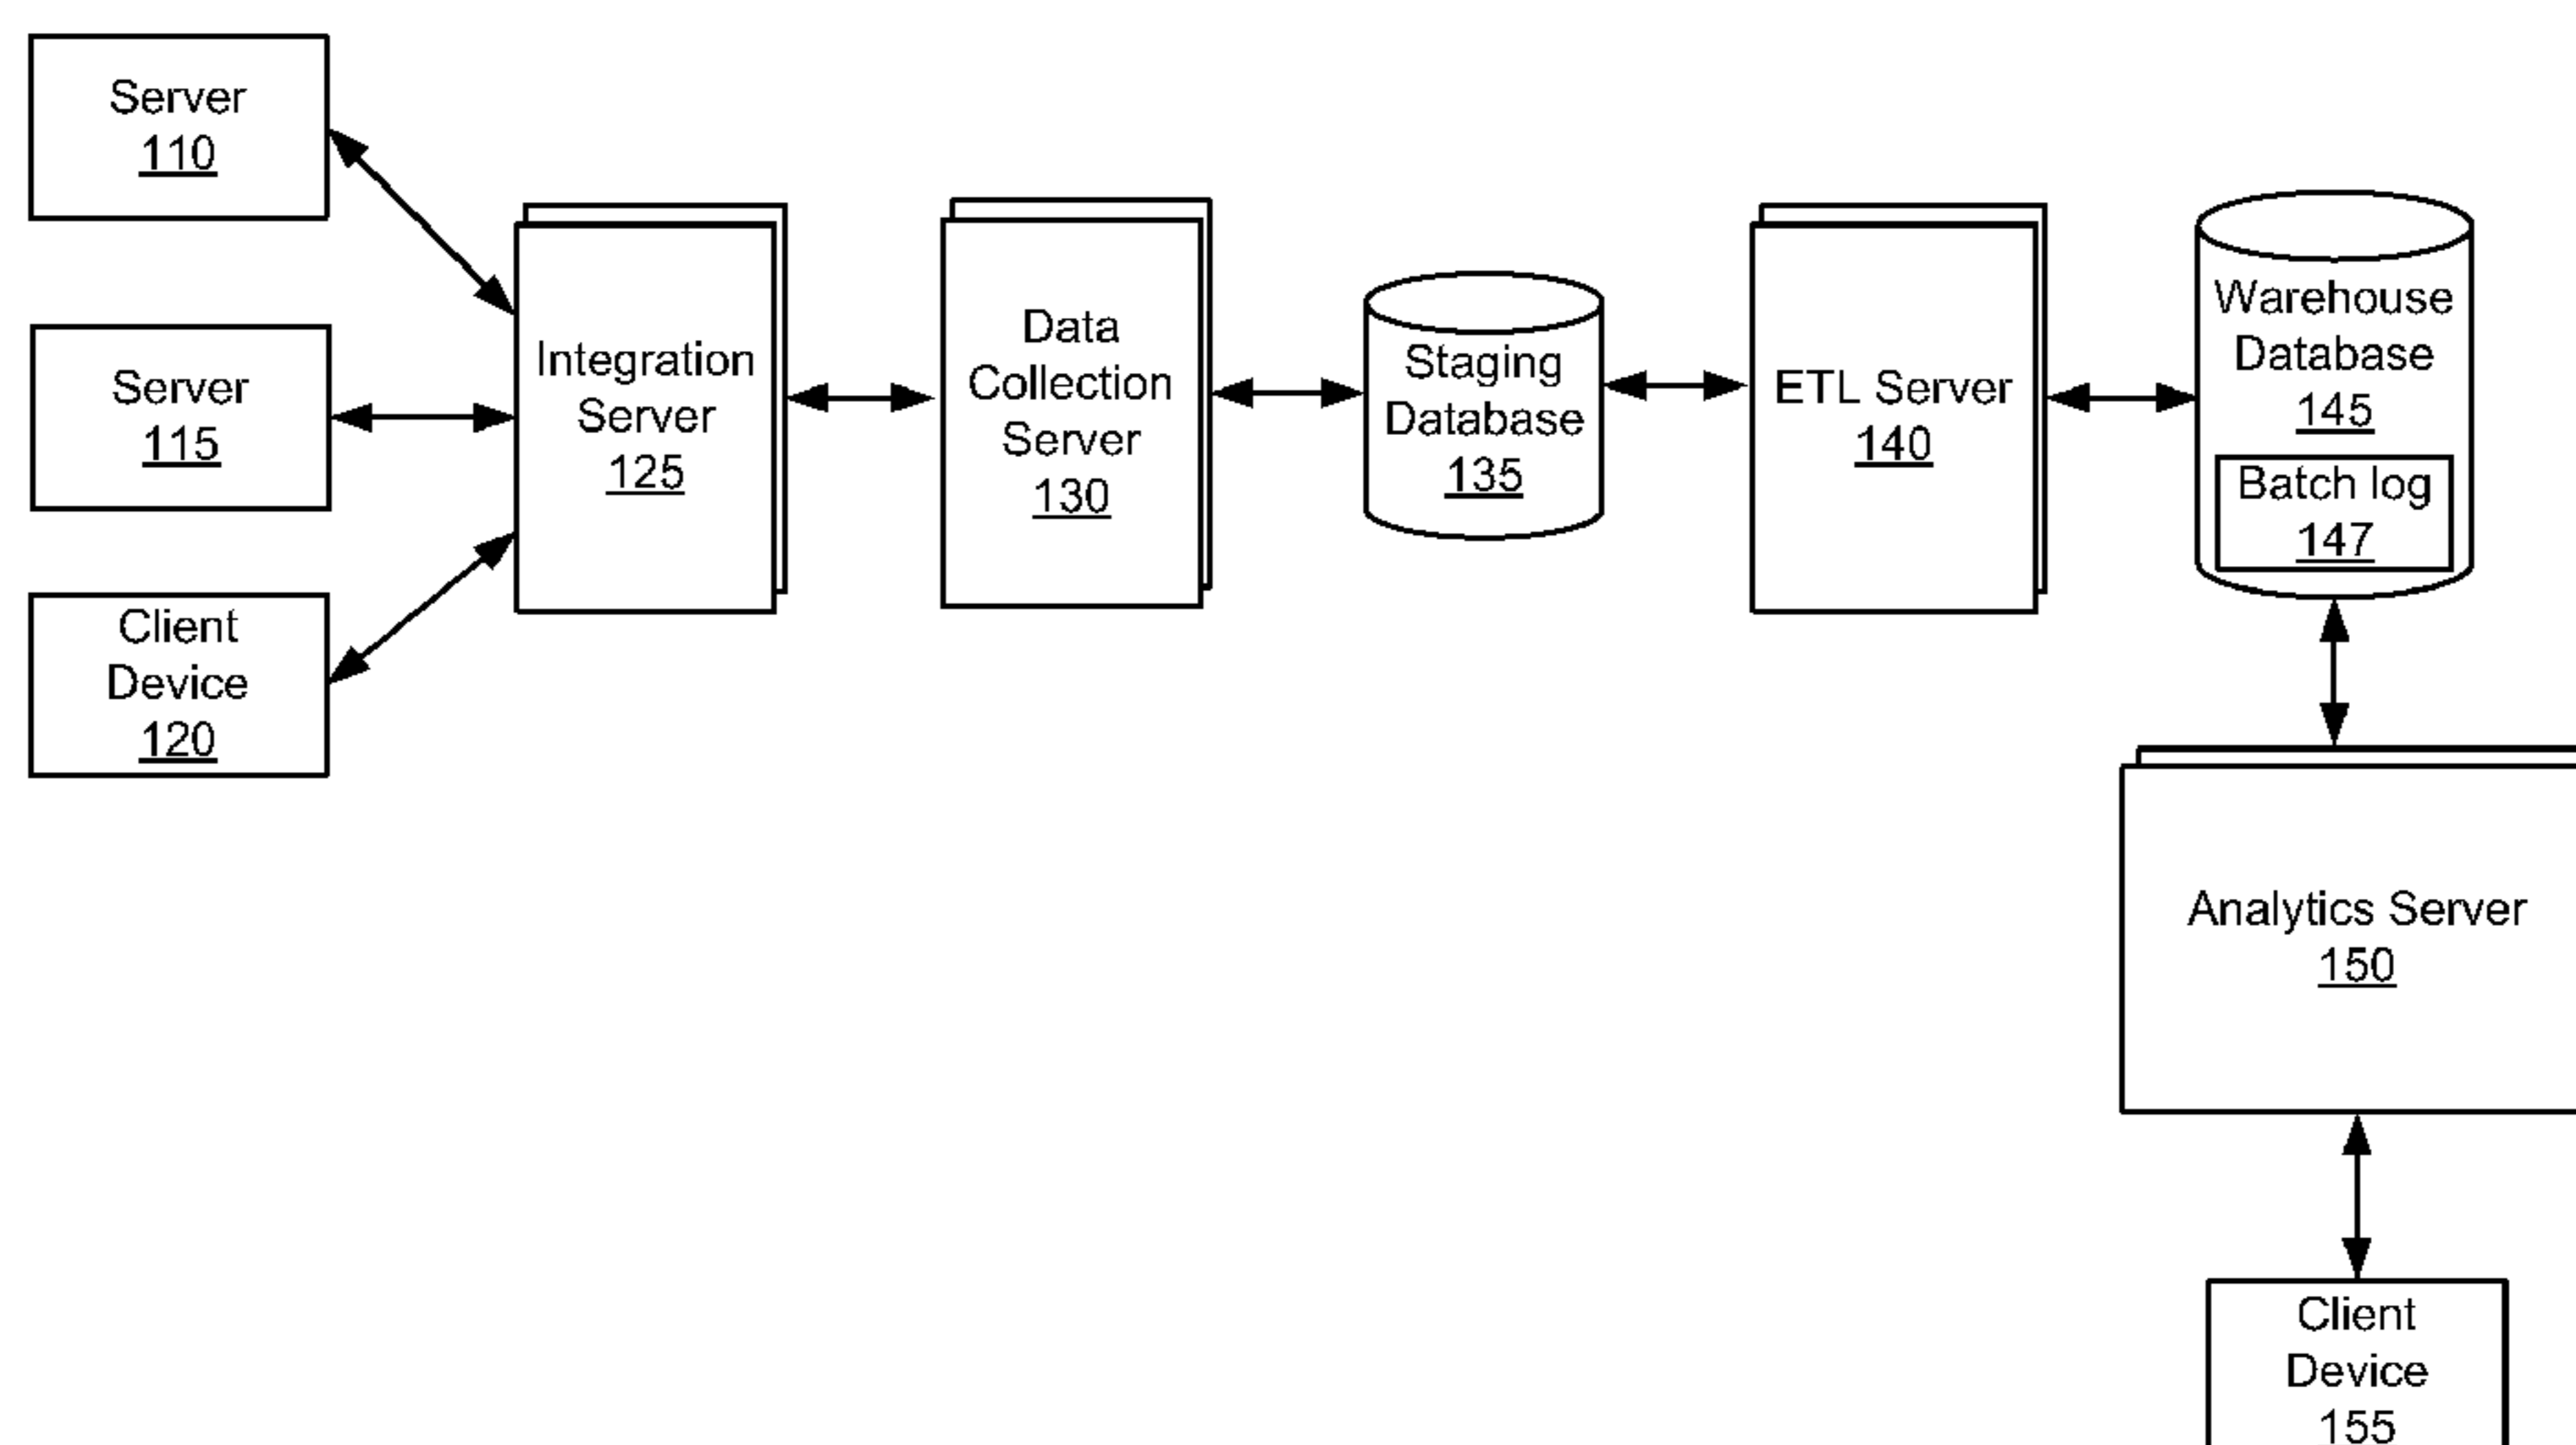 Server
110
Server
115
Client
Device
120
Integration
Server
125
Data
Collection
Server
130
Staging
Database
135
ETL Server
140
Warehouse
Database
145
Batch log
147
Analytics Server
150
Client
Device
155